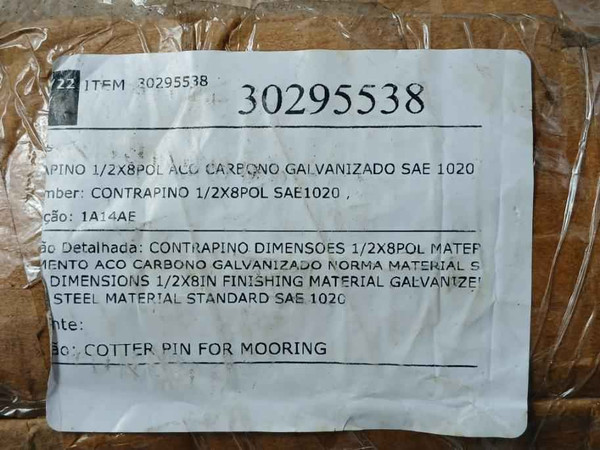 /22 ITEM 30295538 30295538
APINO 1/2X8POL ACO CARBONO GALVANIZADO SAE 1020
mber: CONTRAPINO 1/2X8POL SAE1020 ,
ção: 1A14AE
ão Detalhada: CONTRAPINO DIMENSOES 1/2X8POL MATER
MENTO ACO CARBONO GALVANIZADO NORMA MATERIAL S
DIMENSIONS 1/2X8IN FINISHING MATERIAL GALVANIZE
STEEL MATERIAL STANDARD SAE 1020
nte:
ão: COTTER PIN FOR MOORING